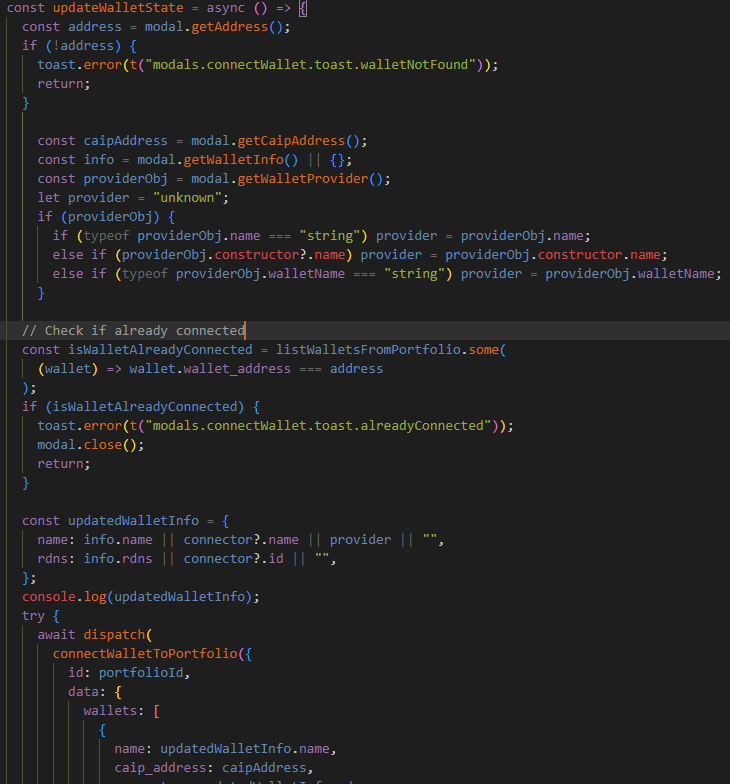 const updateWalletState = async () => {
const address = modal.getAddress();
if (!address) {
toast.error(t("modals.connectWallet.toast.walletNotFound"));
return;
}
const caipAddress = modal.getCaipAddress();
const info = modal.getWalletInfo() || {};
const providerObj = modal.getWalletProvider();
let provider = "unknown";
if (providerObj) {
if (typeof providerObj.name === "string") provider = providerObj.name;
else if (providerObj.constructor?.name) provider = providerObj.constructor.name;
else if (typeof providerObj.walletName === "string") provider = providerObj.walletName;
}
// Check if already connected
const isWalletAlreadyConnected = listWalletsFromPortfolio.some(
(wallet) => wallet.wallet_address === address
);
if (isWalletAlreadyConnected) {
toast.error(t("modals.connectWallet.toast.alreadyConnected"));
modal.close();
return;
}
const updatedWalletInfo = {
name: info.name || connector?.name || provider || "",
rdns: info.rdns || connector?.id || "",
};
console.log(updatedWalletInfo);
try {
await dispatch(
connectWalletToPortfolio({
id: portfolioId,
data: {
wallets: [
{
name: updatedWalletInfo.name,
caip_address: caipAddress,